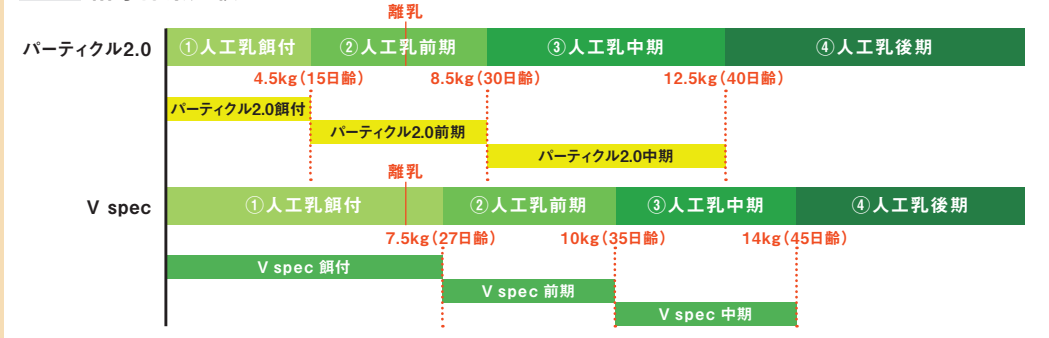 離乳
パーティクル2.0 ①人工乳餌付 ②人工乳前期 ③人工乳中期 ④人工乳後期
4.5kg(15日齢) 8.5kg(30日齢) 12.5kg(40日齢)
パーティクル2.0餌付
パーティクル2.0前期
パーティクル2.0中期
離乳
V spec ①人工乳餌付 ②人工乳前期 ③人工乳中期 ④人工乳後期
7.5kg(27日齢) 10kg(35日齢) 14kg(45日齢)
V spec 餌付
V spec 前期
V spec 中期